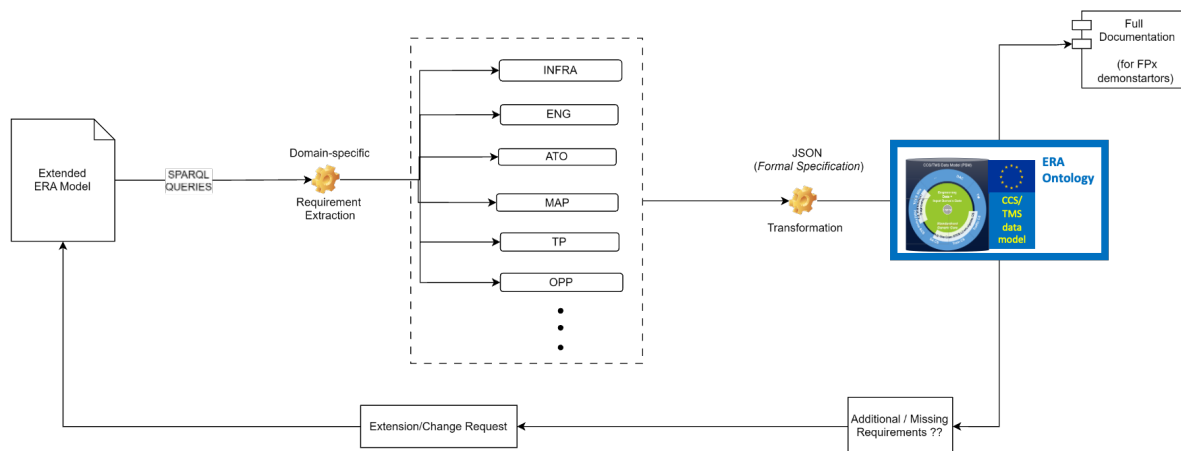 Full
Documentation
(for FPx
demonstartors)
INFRA
ENG
ATO
MAP
TP
OPP
Extended
ERA Model
SPARQL
QUERIES
Domain-specific
Requirement
Extraction
JSON
(Formal Specification)
Transformation
ERA
Ontology
CCS/
TMS
data
model
Extension/Change Request
Additional / Missing
Requirements ??